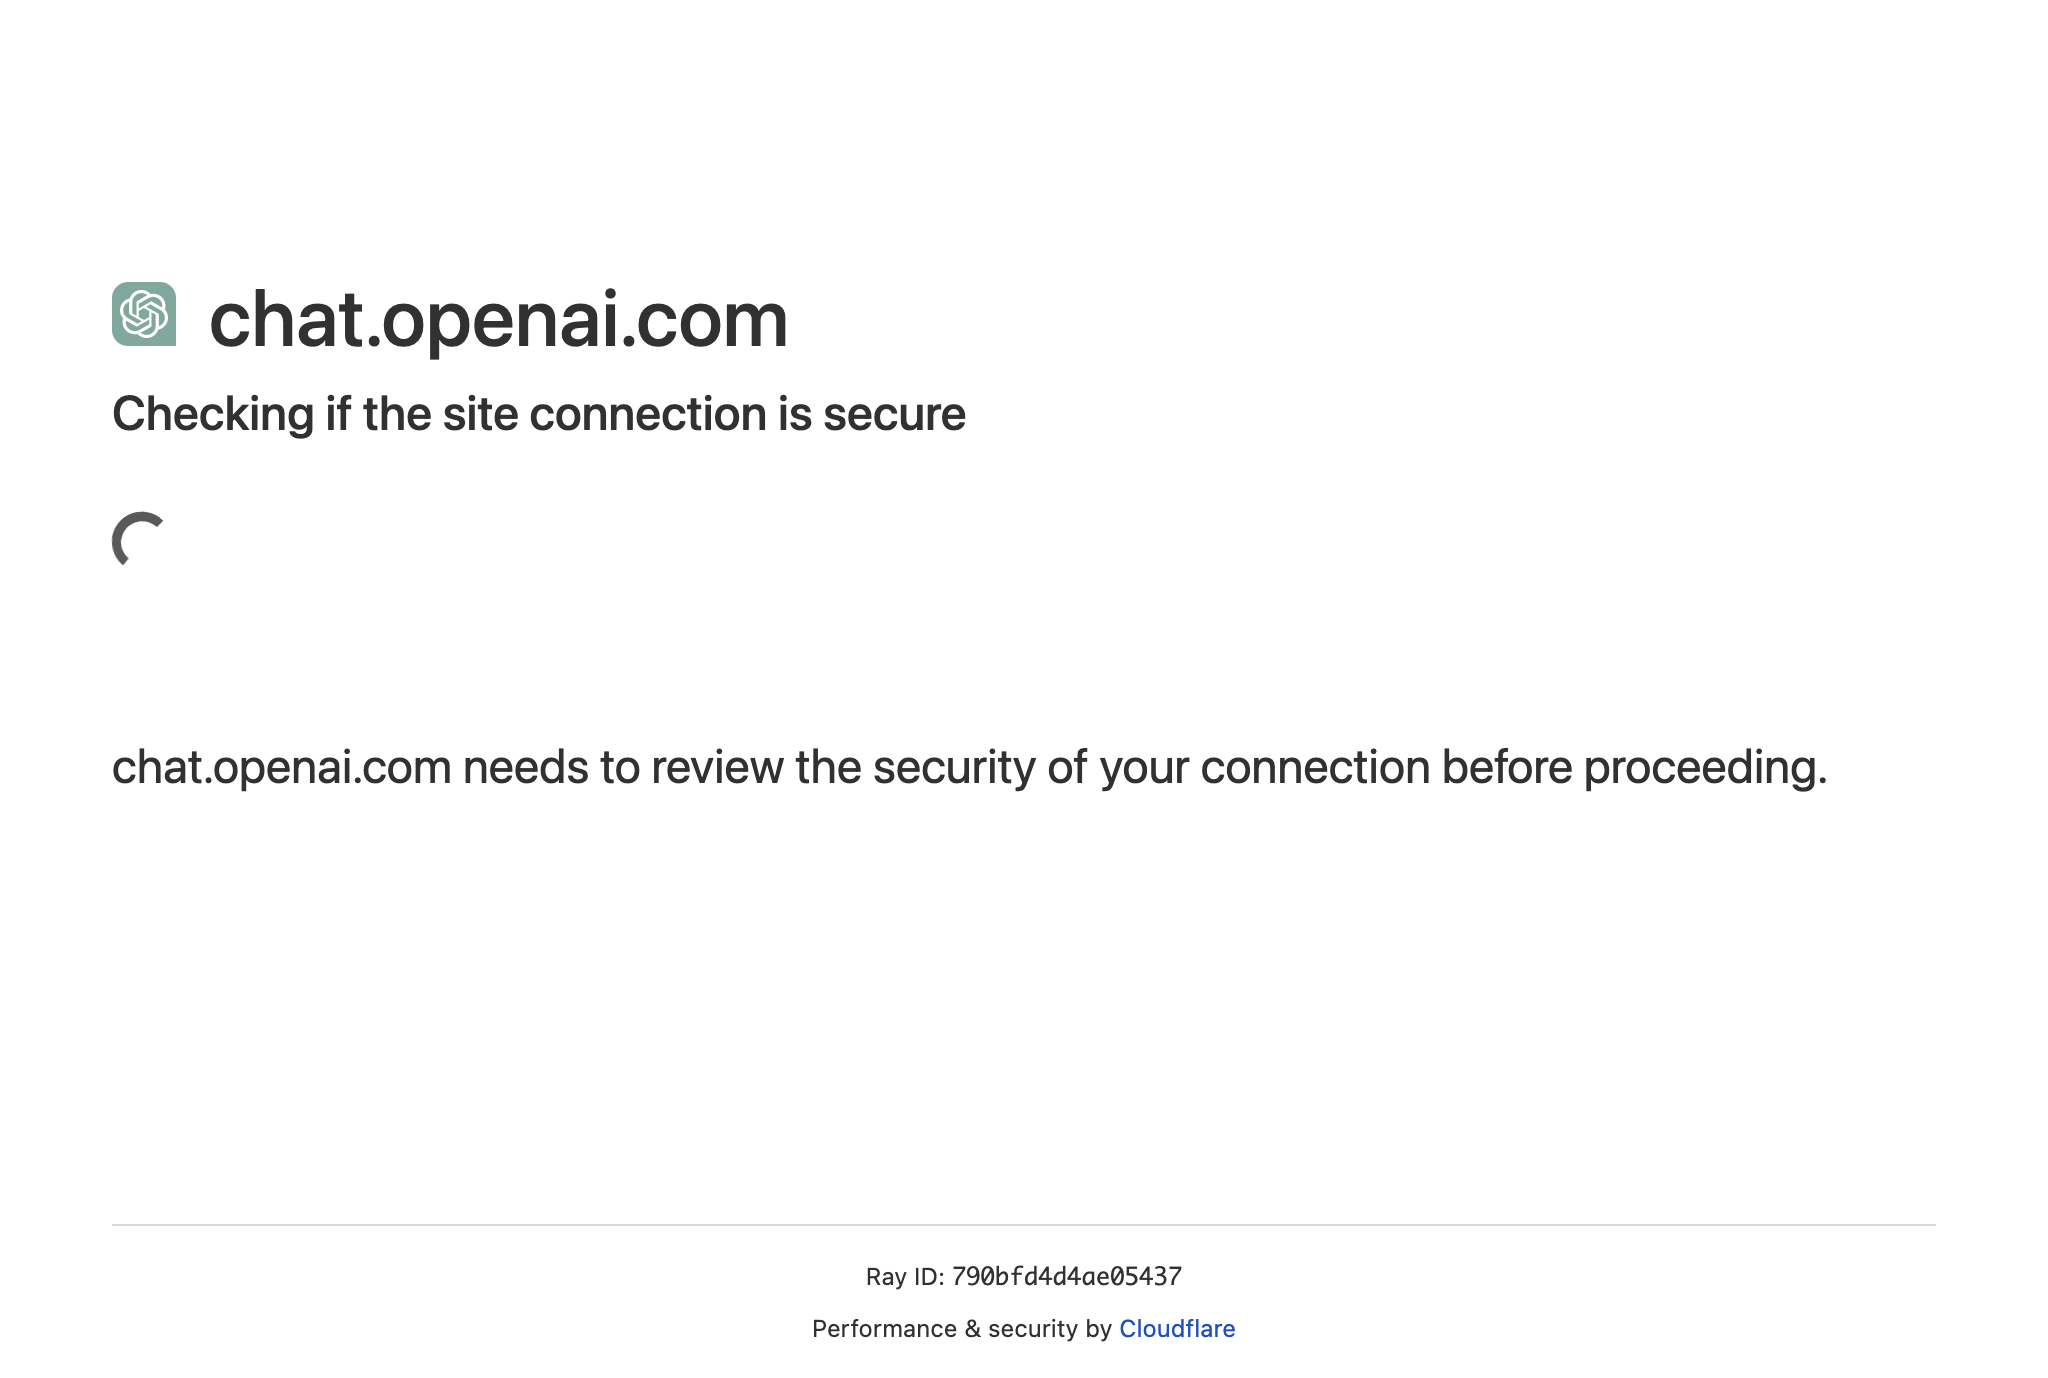 chat.openai.com
Checking if the site connection is secure
chat.openai.com needs to review the security of your connection before proceeding.
Ray ID: 790bfd4d4ae05437
Performance & security by Cloudflare